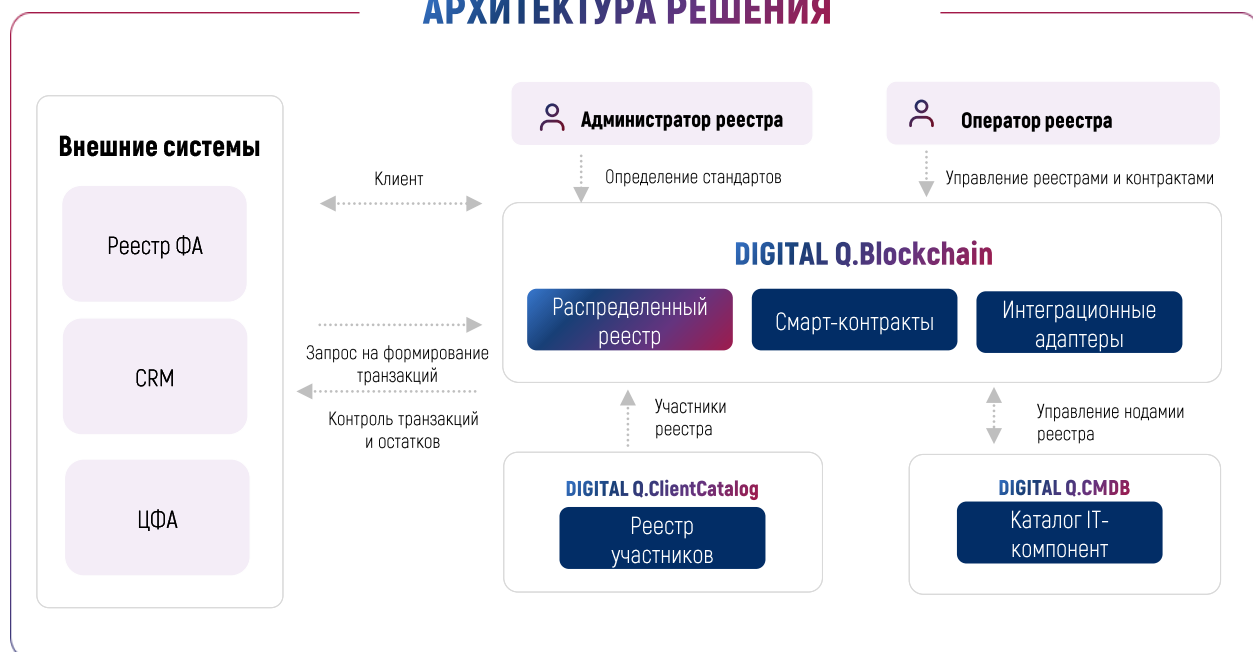 АРХИТЕКТУРА РЕШЕНИЯ
Внешние системы
Реестр ФА
CRM
ЦФА
Клиент
Запрос на формирование
транзакций
Контроль транзакций
и остатков
Администратор реестра
Оператор реестра
Определение стандартов
Управление реестрами и контрактами
DIGITAL Q.Blockchain
Распределенный
реестр
Смарт-контракты
Интеграционные
адаптеры
Участники
реестра
Управление нодамии
реестра
DIGITAL Q.ClientCatalog
Реестр
участников
DIGITAL Q.CMDB
Каталог IT-
компонент